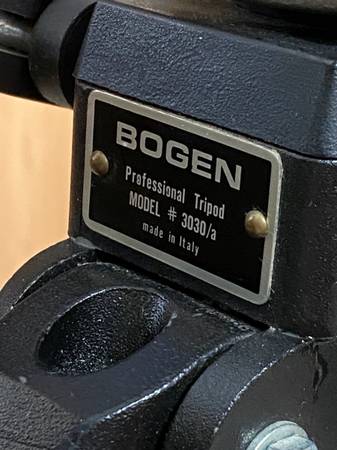 BOGEN
Professional Tripod
MODEL # 3030/a
made in Italy